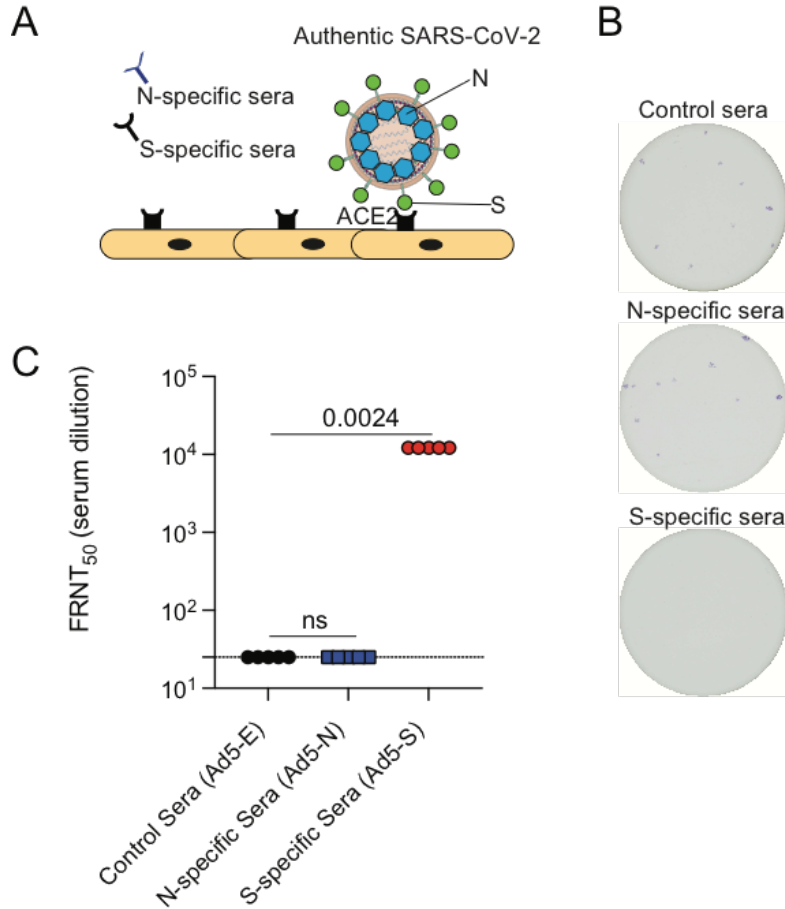 A
Authentic SARS-CoV-2
N-specific sera
S-specific sera
N
S
ACE2
B
Control sera
N-specific sera
S-specific sera
C
FRNT50 (serum dilution)
10^5
10^4
10^3
10^2
10^1
0.0024
ns
Control Sera (Ad5-E)
N-specific Sera (Ad5-N)
S-specific Sera (Ad5-S)